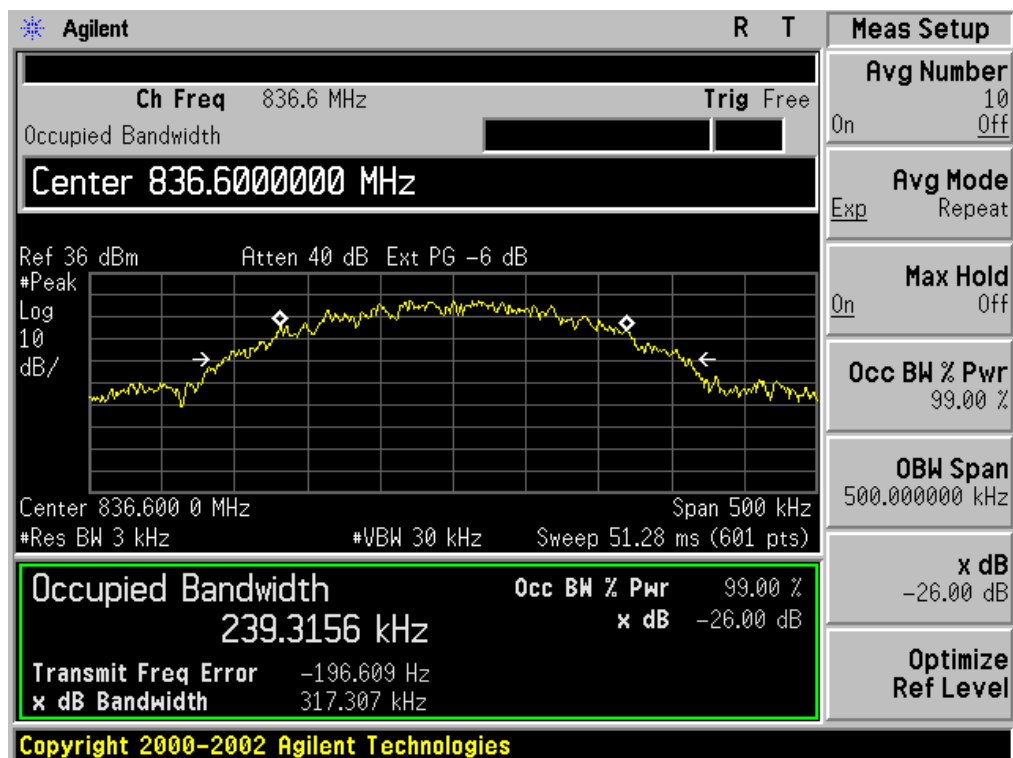 Agilent R T
Ch Freq 836.6 MHz Trig Free
Occupied Bandwidth
Center 836.6000000 MHz
Ref 36 dBm Atten 40 dB Ext PG -6 dB
#Peak
Log
10
dB/
Center 836.600 0 MHz Span 500 kHz
#Res BW 3 kHz #VBW 30 kHz Sweep 51.28 ms (601 pts)
Occupied Bandwidth Occ BW % Pwr 99.00 %
239.3156 kHz x dB -26.00 dB
Transmit Freq Error -196.609 Hz
x dB Bandwidth 317.307 kHz
Copyright 2000-2002 Agilent Technologies
Meas Setup
Avg Number
10
On Off
Avg Mode
Exp Repeat
Max Hold
On Off
Occ BW % Pwr
99.00 %
OBW Span
500.000000 kHz
x dB
-26.00 dB
Optimize
Ref Level